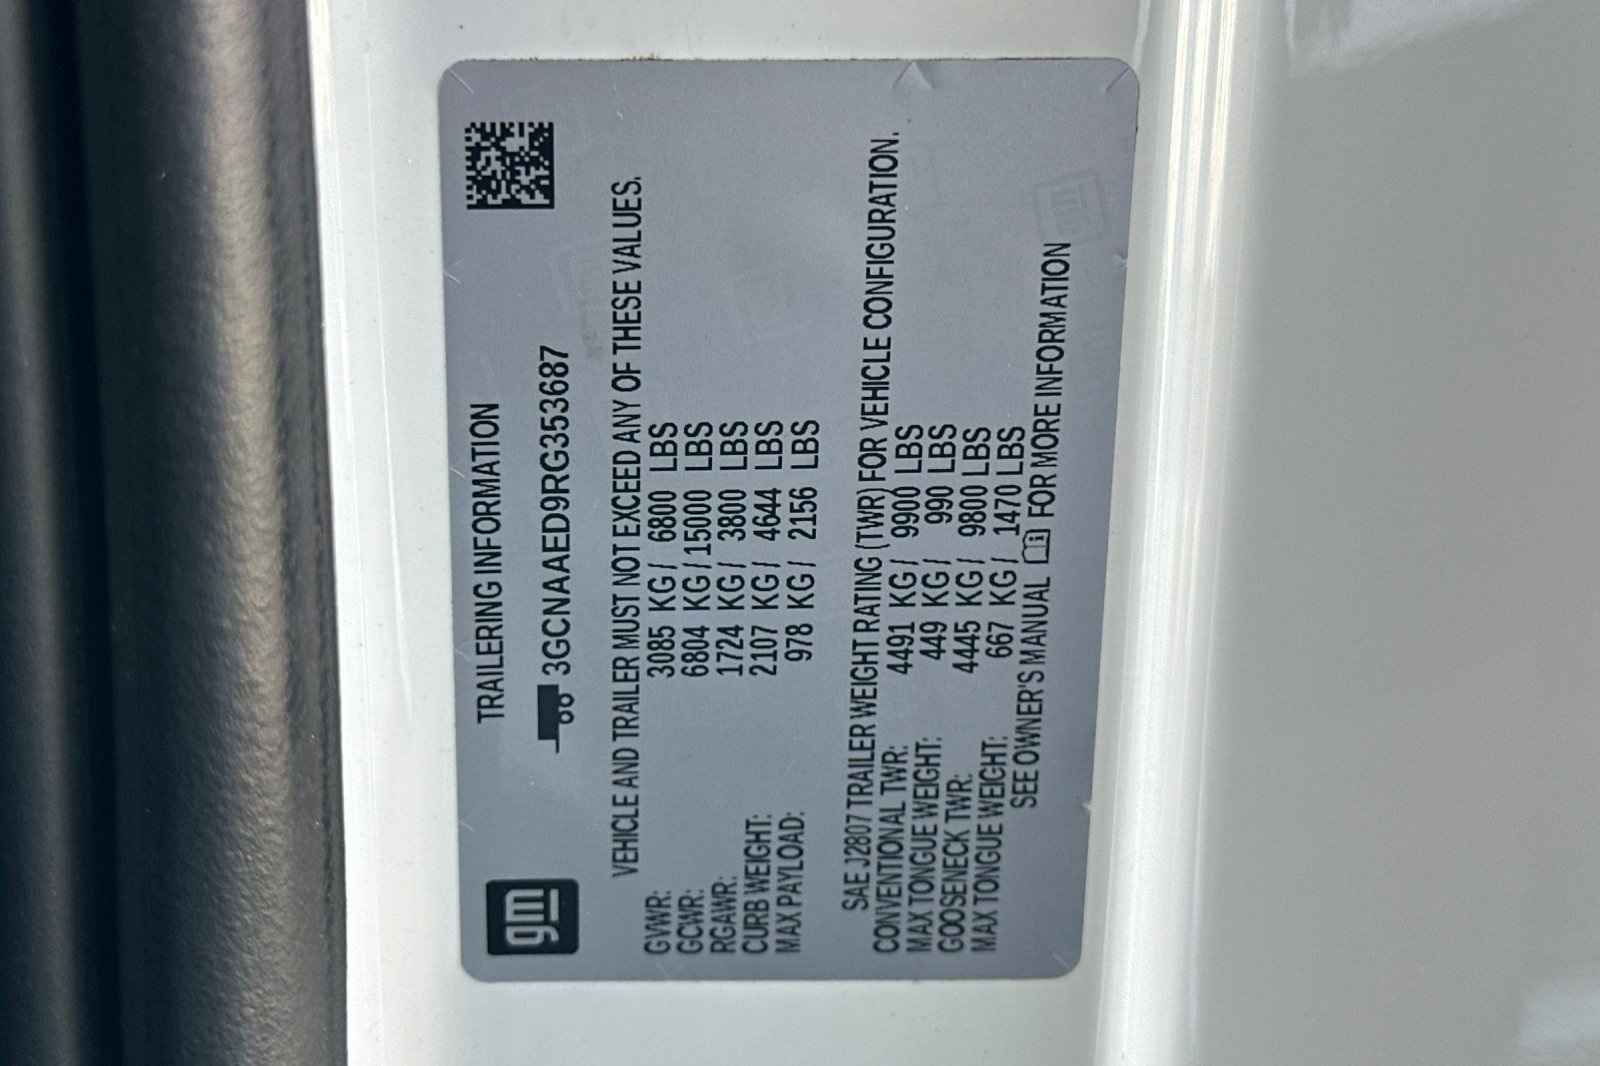 TRAILERING INFORMATION
3GCNAAED9RG353687
gm
VEHICLE AND TRAILER MUST NOT EXCEED ANY OF THESE VALUES.
GVWR: 3085 KG / 6800 LBS
GCWR: 6804 KG / 15000 LBS
RGAWR: 1724 KG / 3800 LBS
CURB WEIGHT: 2107 KG / 4644 LBS
MAX PAYLOAD: 978 KG / 2156 LBS
SAE J2807 TRAILER WEIGHT RATING (TWR) FOR VEHICLE CONFIGURATION.
CONVENTIONAL TWR: 4491 KG / 9900 LBS
MAX TONGUE WEIGHT: 449 KG / 990 LBS
GOOSENECK TWR: 4445 KG / 9800 LBS
MAX TONGUE WEIGHT: 667 KG / 1470 LBS
SEE OWNER'S MANUAL FOR MORE INFORMATION